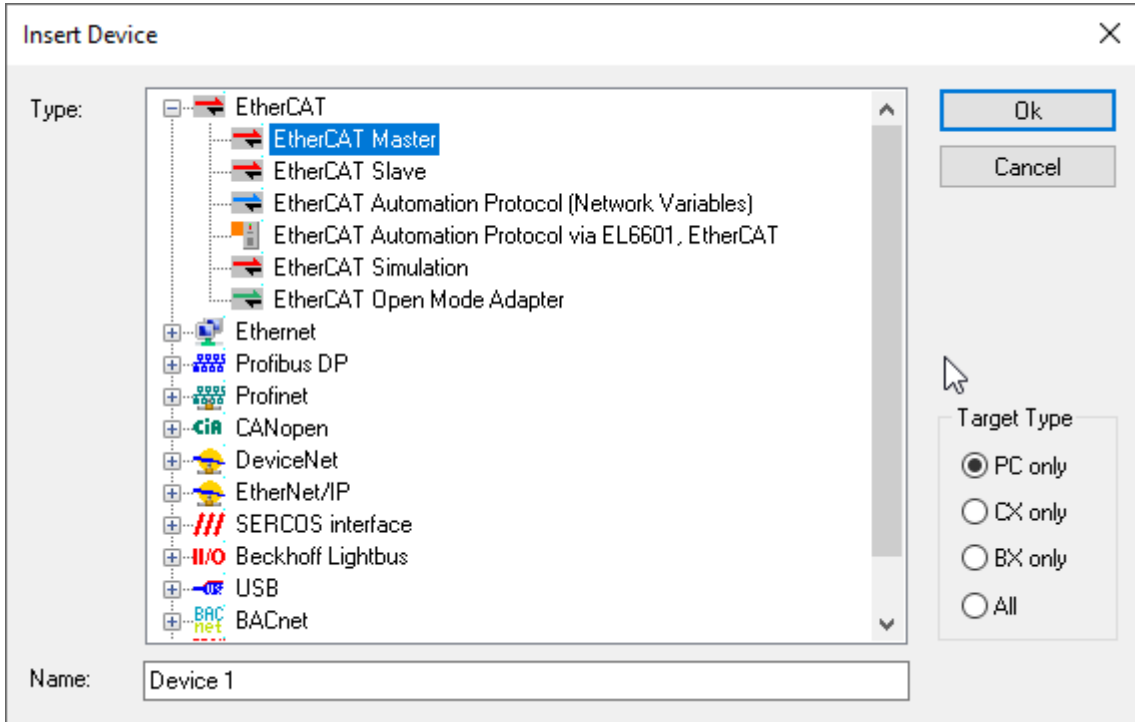 Insert Device
Type:
EtherCAT
EtherCAT Master
EtherCAT Slave
EtherCAT Automation Protocol (Network Variables)
EtherCAT Automation Protocol via EL6601, EtherCAT
EtherCAT Simulation
EtherCAT Open Mode Adapter
Ethernet
Profibus DP
Profinet
CiA CANopen
DeviceNet
EtherNet/IP
SERCOS interface
II/O Beckhoff Lightbus
USB
BAC net BACnet
Ok
Cancel
Target Type
PC only
CX only
BX only
All
Name:
Device 1